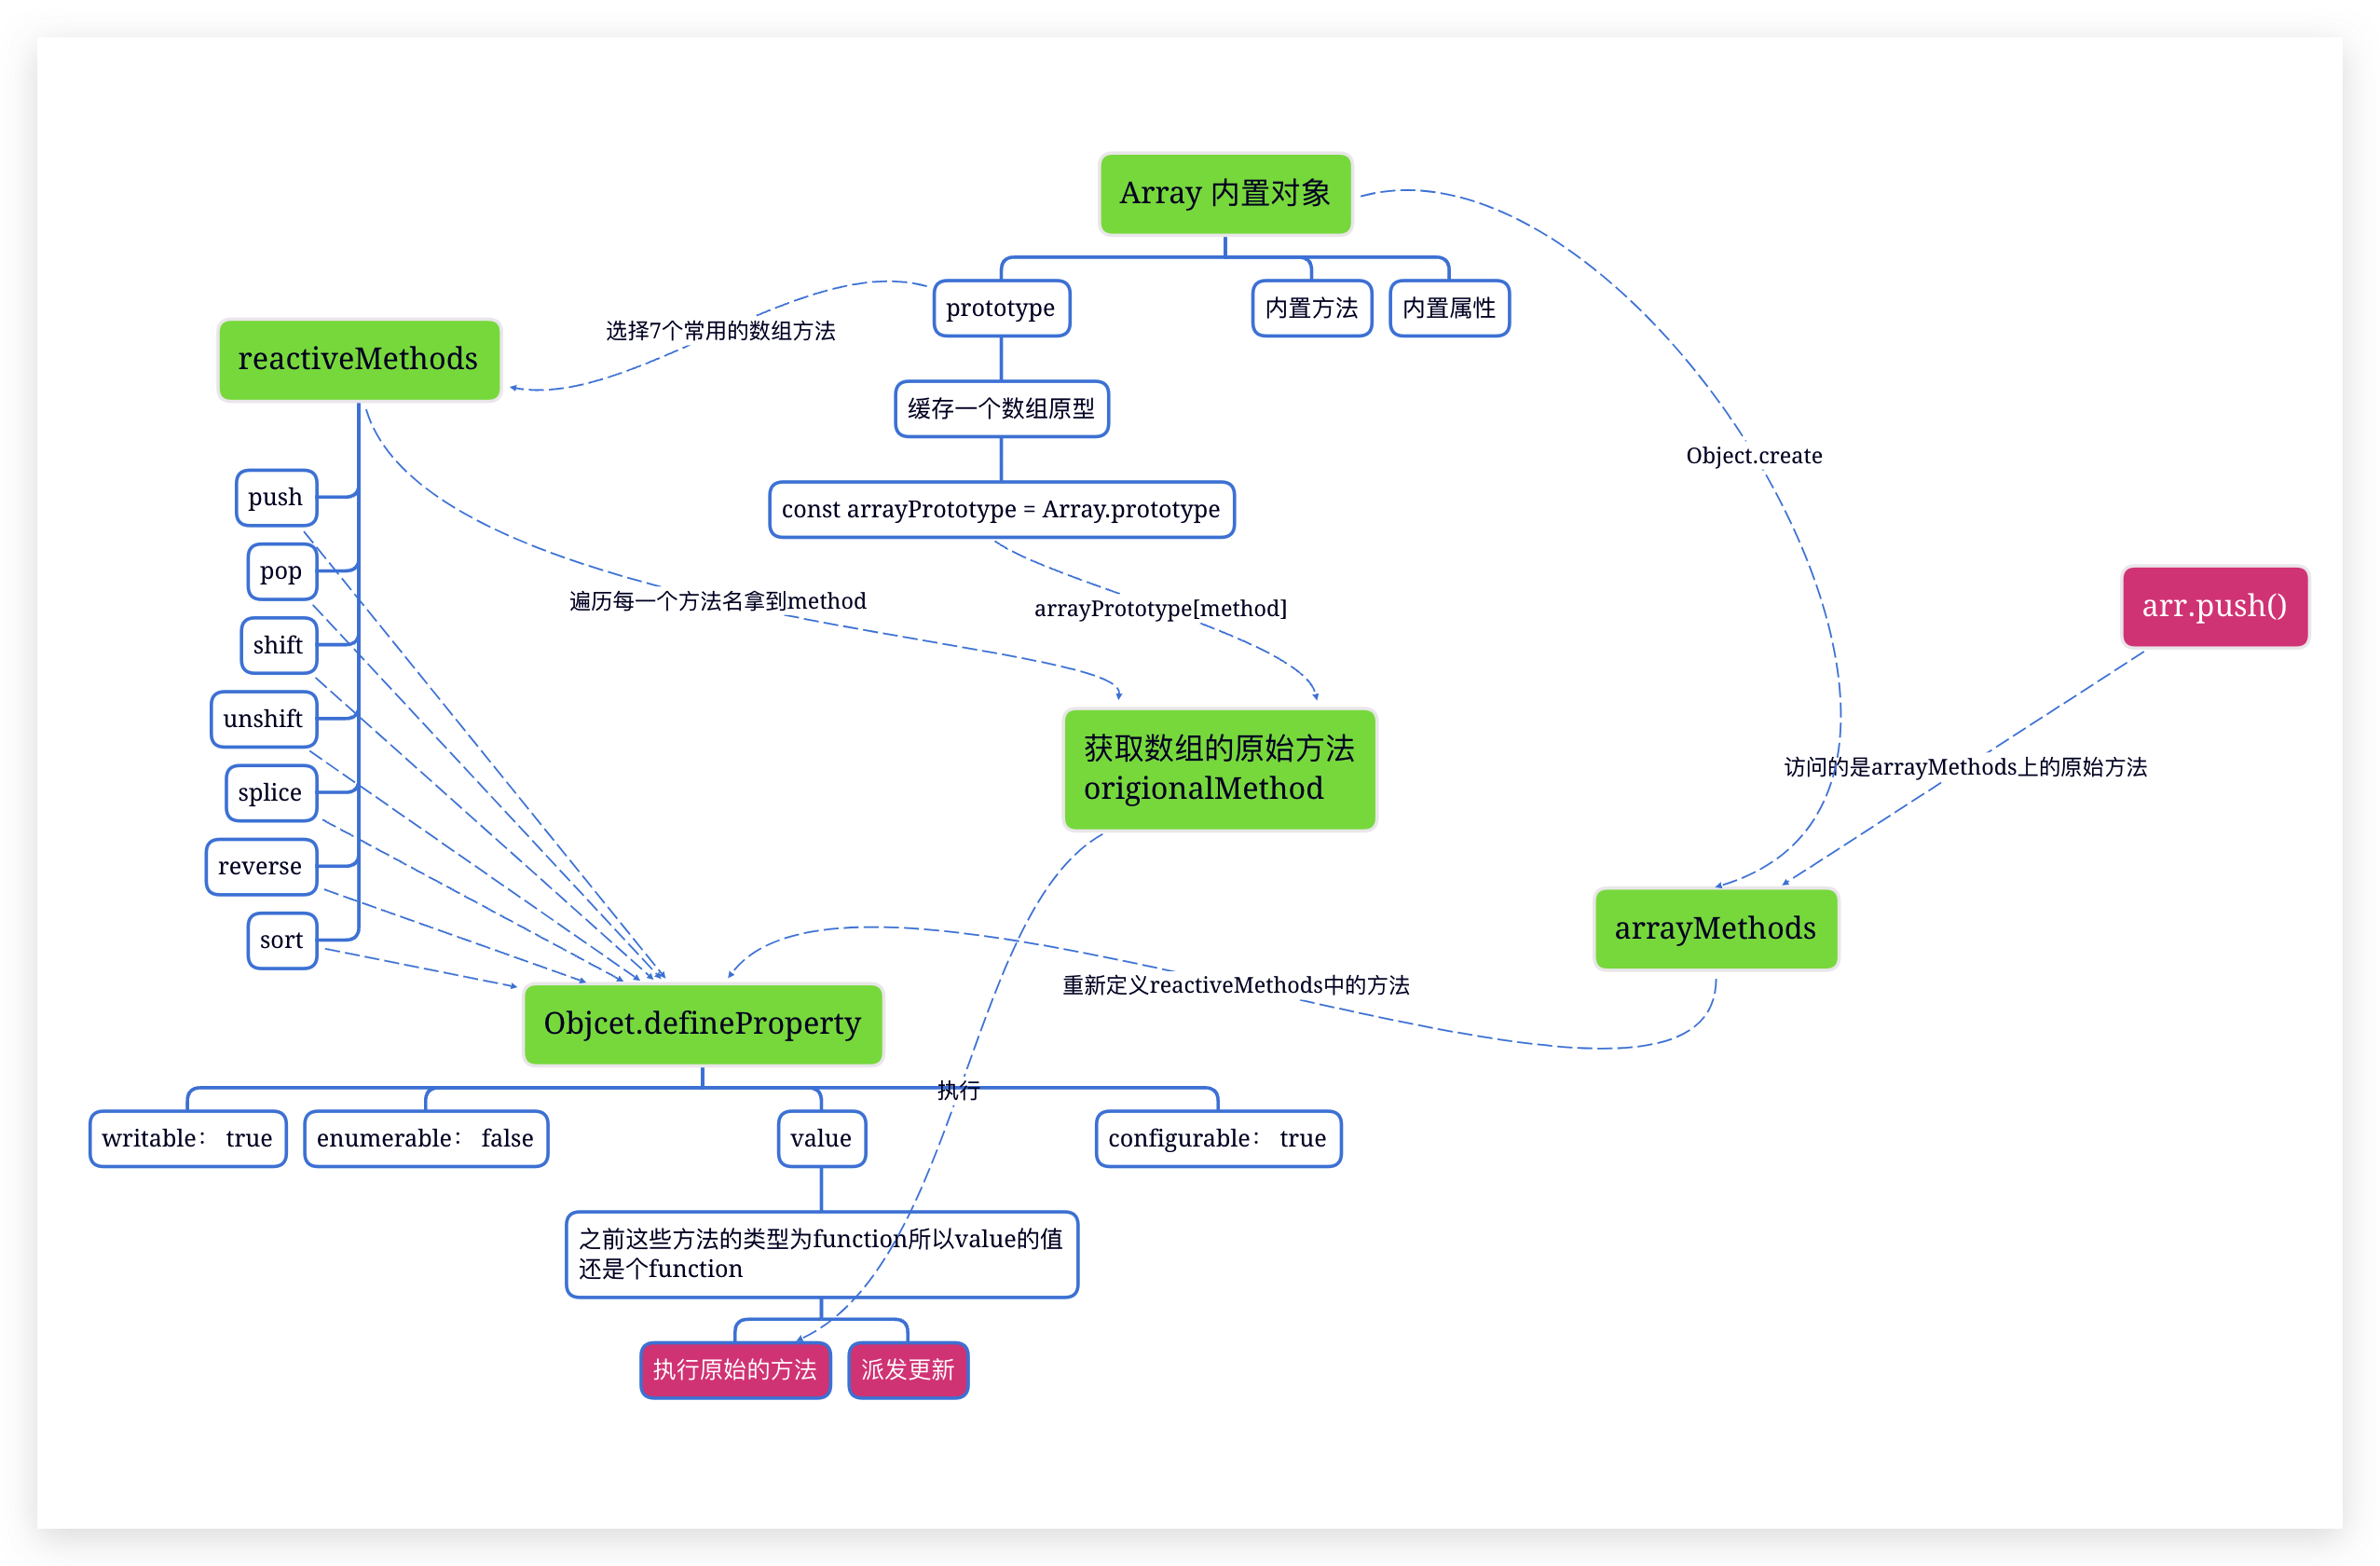 Array 内置对象
prototype
内置方法
内置属性
选择7个常用的数组方法
reactiveMethods
缓存一个数组原型
Object.create
push
const arrayPrototype = Array.prototype
pop
遍历每一个方法名拿到method
arrayPrototype[method]
arr.push()
shift
unshift
获取数组的原始方法
origionalMethod
访问的是arrayMethods上的原始方法
splice
reverse
arrayMethods
sort
重新定义reactiveMethods中的方法
Objcet.defineProperty
执行
writable： true
enumerable： false
value
configurable： true
之前这些方法的类型为function所以value的值
还是个function
执行原始的方法
派发更新